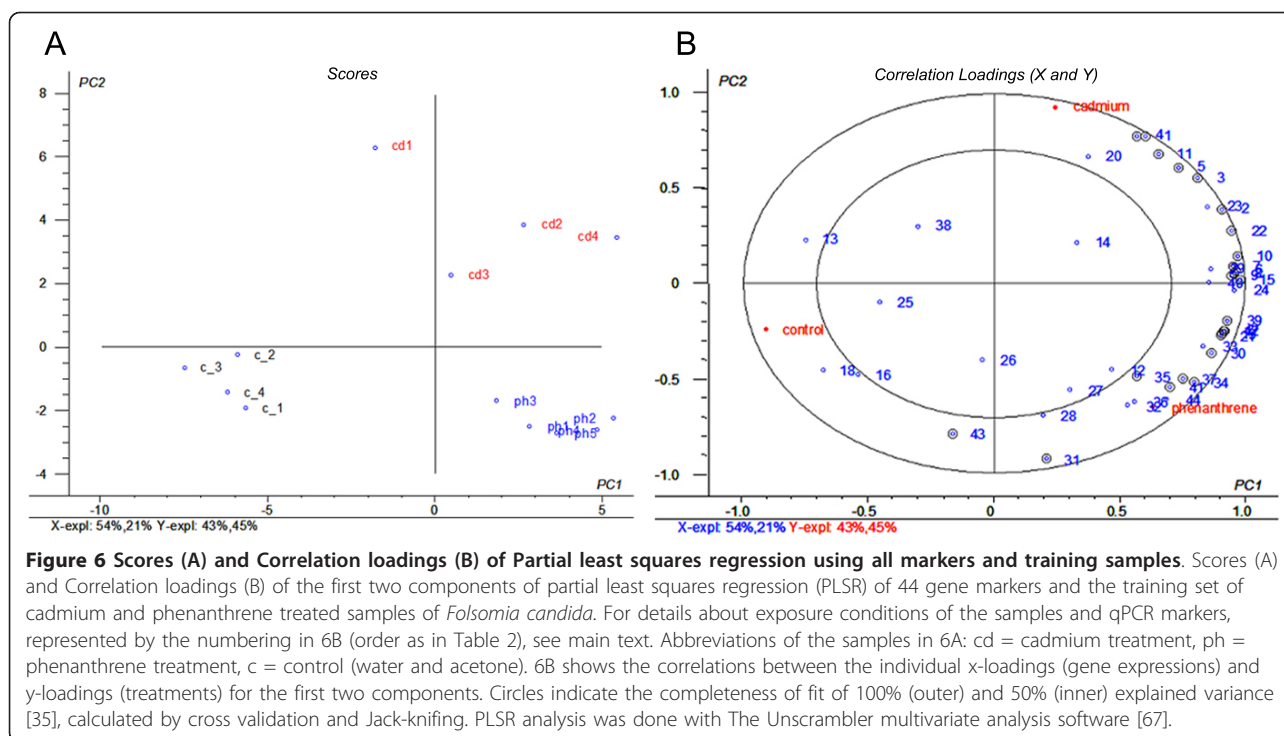 A
Scores
PC2
8
6
4
2
0
-2
-4
cd1
cd2
cd4
cd3
c_2
c_3
c_4
c_1
ph3
ph2
ph1
ph4
ph5
PC1
-10
-5
0
5
X-expl: 54%,21% Y-expl: 43%,45%
B
Correlation Loadings (X and Y)
PC2
1.0
0.5
0
-0.5
-1.0
cadmium
41
11
20
5
3
23
2
38
13
14
22
10
15
24
25
39
control
26
33
30
18
16
12
35
37
34
41
27
36
44
32
phenanthrene
28
43
31
PC1
-1.0
-0.5
0
0.5
1.0
X-expl: 54%,21% Y-expl: 43%,45%
Figure 6 Scores (A) and Correlation loadings (B) of Partial least squares regression using all markers and training samples. Scores (A)
and Correlation loadings (B) of the first two components of partial least squares regression (PLSR) of 44 gene markers and the training set of
cadmium and phenanthrene treated samples of Folsomia candida. For details about exposure conditions of the samples and qPCR markers,
represented by the numbering in 6B (order as in Table 2), see main text. Abbreviations of the samples in 6A: cd = cadmium treatment, ph =
phenanthrene treatment, c = control (water and acetone). 6B shows the correlations between the individual x-loadings (gene expressions) and
y-loadings (treatments) for the first two components. Circles indicate the completeness of fit of 100% (outer) and 50% (inner) explained variance
[35], calculated by cross validation and Jack-knifing. PLSR analysis was done with The Unscrambler multivariate analysis software [67].